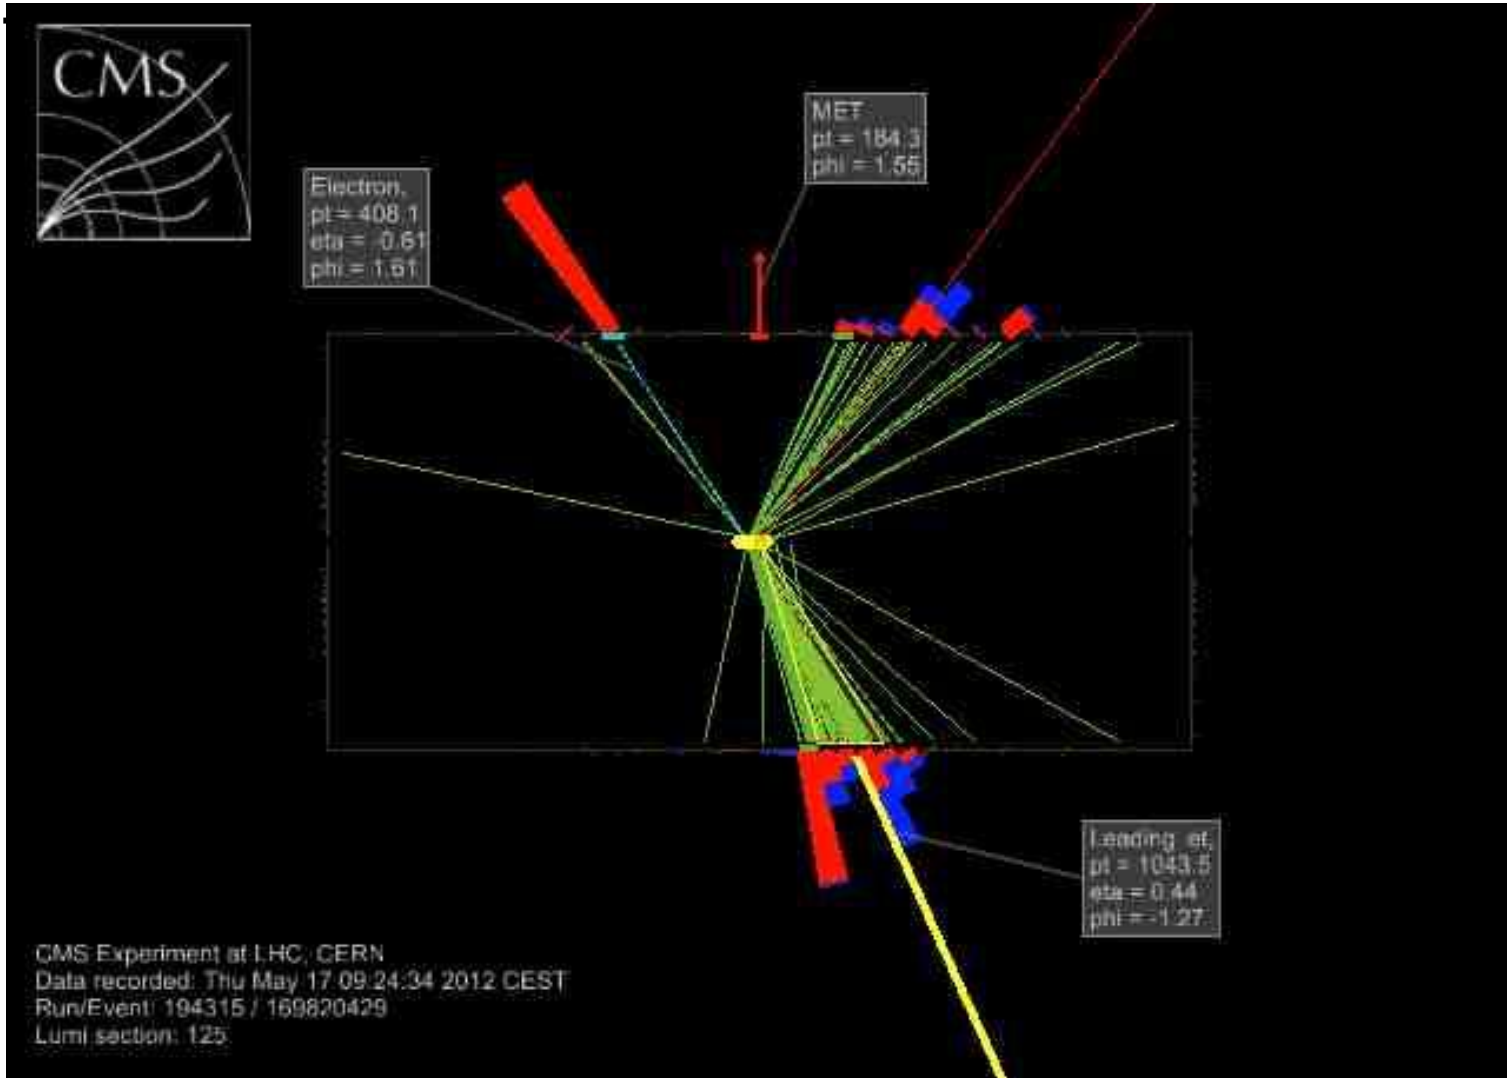 CMS
MET
pt = 184.3
phi = 1.55
Electron,
pt = 408.1
eta = -0.61
phi = 1.61
Leading et,
pt = 1043.5
eta = 0.44
phi = -1.27
CMS Experiment at LHC, CERN
Data recorded: Thu May 17 09:24:34 2012 CEST
Run/Event: 194315 / 169820429
Lumi section: 125